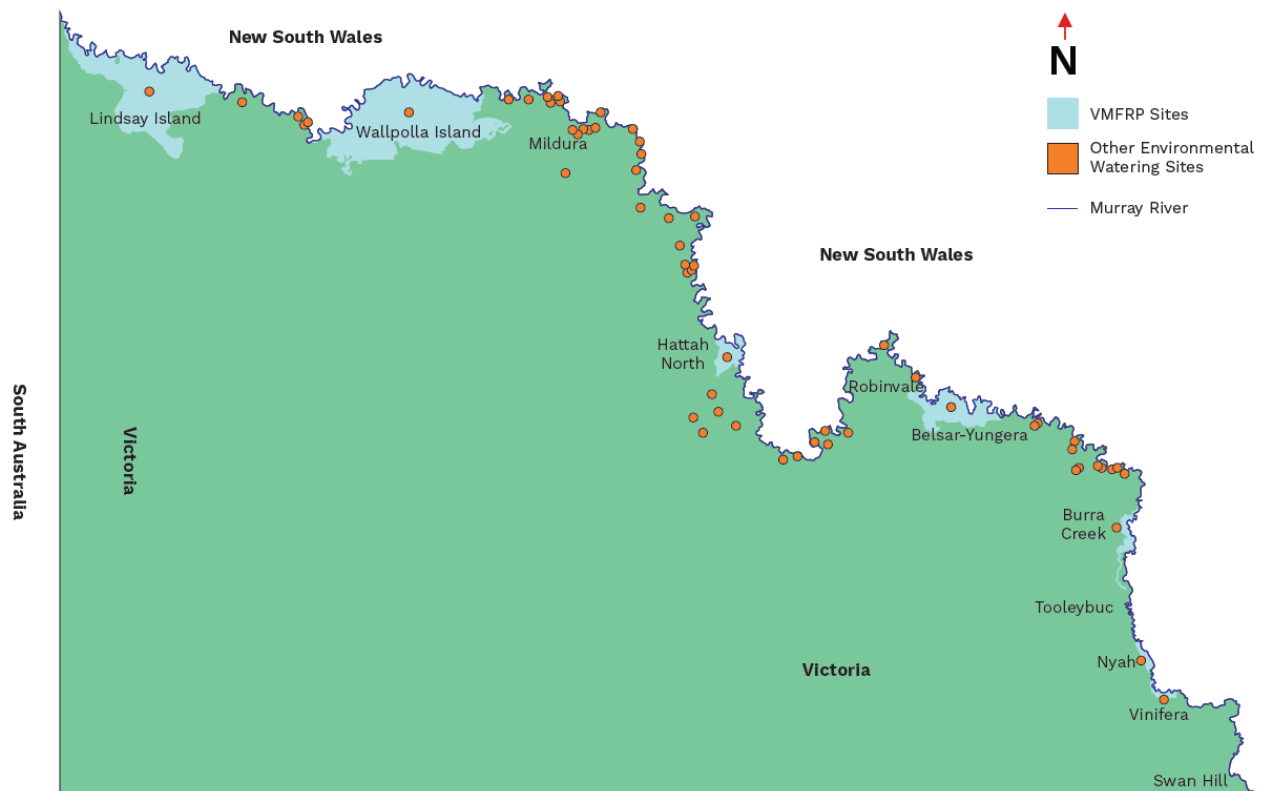 New South Wales
N
VMFRP Sites
Lindsay Island
Wallpolla Island
Mildura
Other Environmental
Watering Sites
Murray River
New South Wales
Hattah
North
Robinvale
Belsar-Yungera
South Australia
Victoria
Burra
Creek
Tooleybuc
Nyah
Victoria
Vinifera
Swan Hill